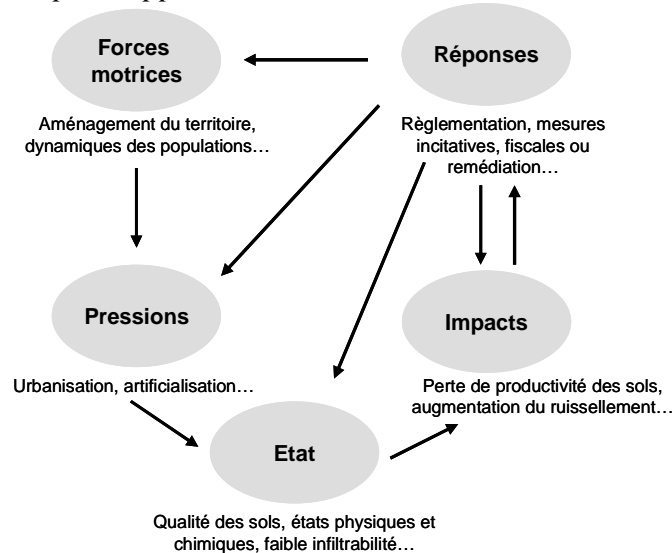 Forces
motrices
Réponses
Aménagement du territoire,
dynamiques des populations…
Règlementation, mesures
incitatives, fiscales ou
remédiation…
Pressions
Impacts
Urbanisation, artificialisation…
Perte de productivité des sols,
augmentation du ruissellement…
Etat
Qualité des sols, états physiques et
chimiques, faible infiltrabilité…